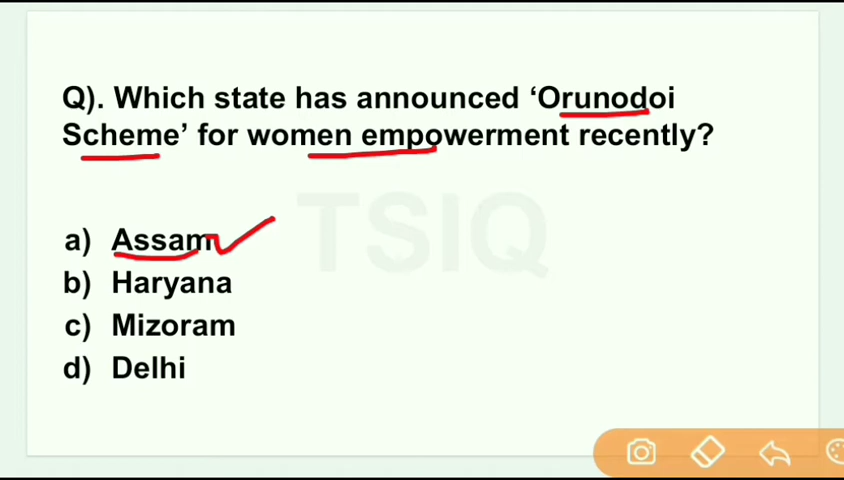 Q). Which state has announced ‘Orunodoi
Scheme’ for women empowerment recently?
TSIQ
a) Assam
b) Haryana
c) Mizoram
d) Delhi